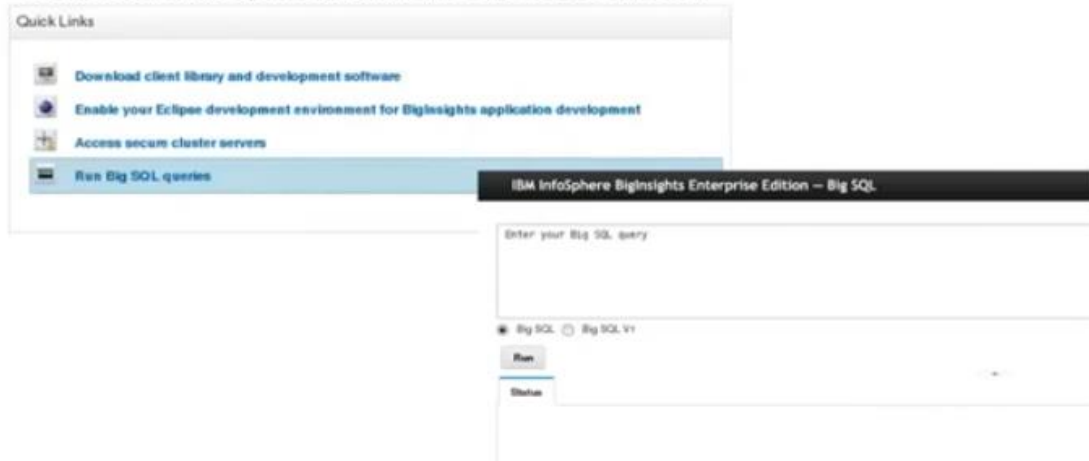 Quick Links
Download client library and development software
Enable your Eclipse development environment for BigInsights application development
Access secure cluster servers
Run Big SQL queries
IBM InfoSphere BigInsights Enterprise Edition — Big SQL
Enter your Big SQL query
Big SQL Big SQL V1
Run
Status